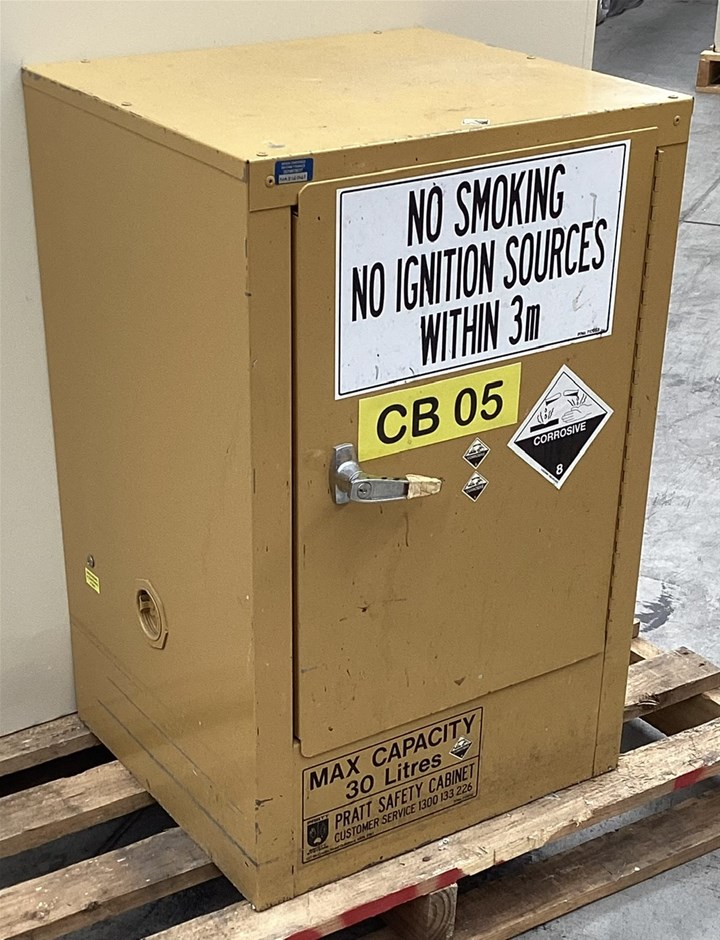 NO SMOKING
NO IGNITION SOURCES
WITHIN 3m
CB 05
CORROSIVE
8
MAX CAPACITY
30 Litres
PRATT SAFETY CABINET
CUSTOMER SERVICE 1300 133 226